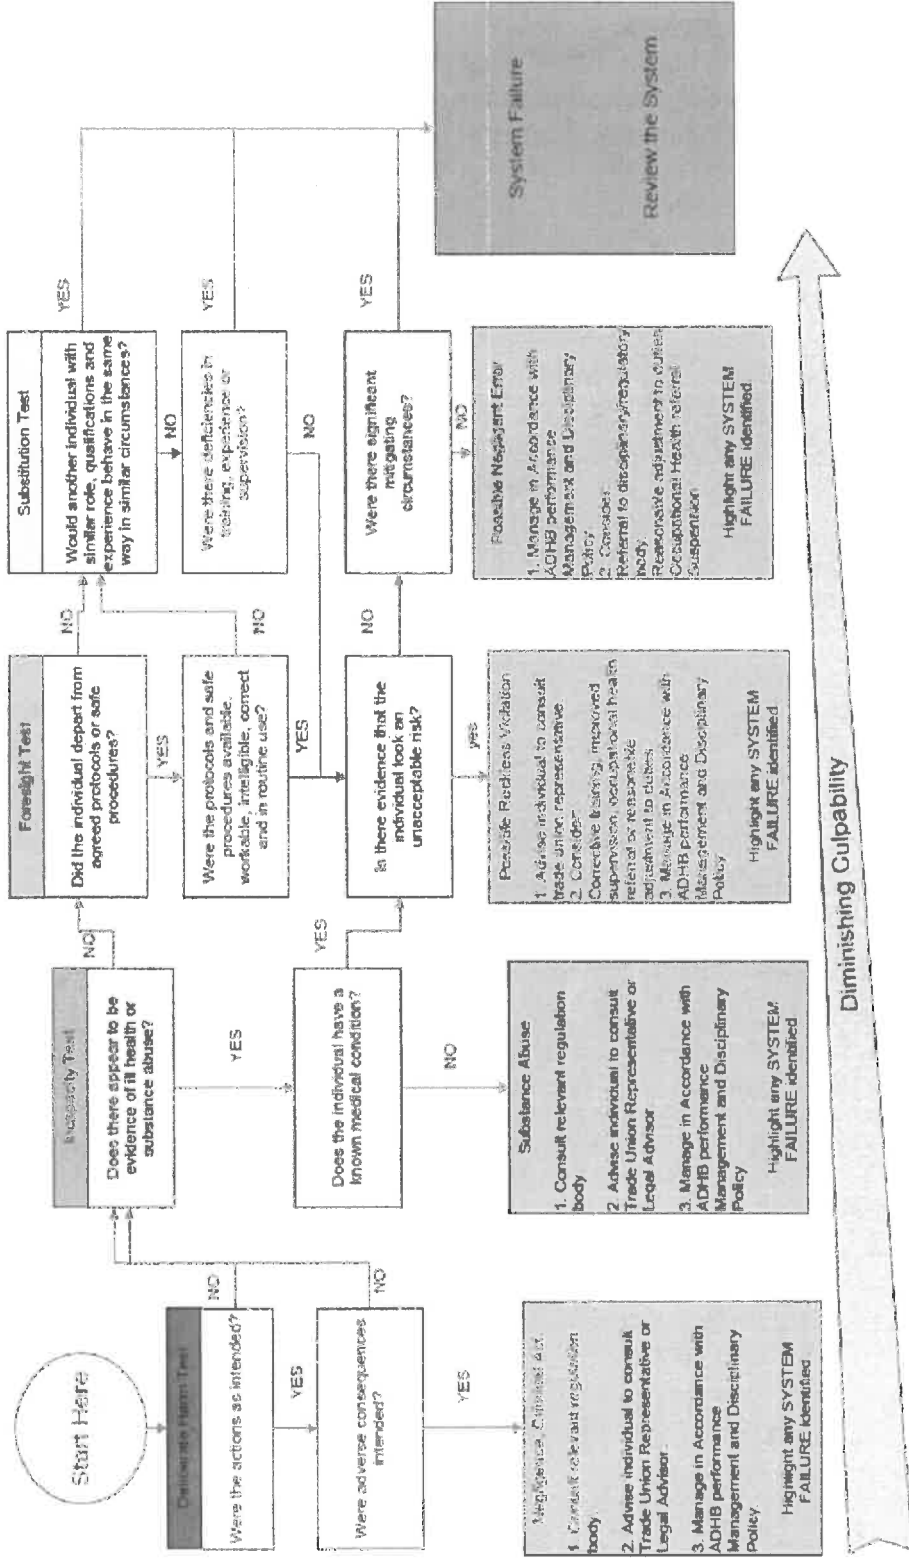 Start Here
Deliberate Harm Test
Were the actions as intended?
NO
YES
Were adverse consequences
intended?
NO
YES
Negligence, Criminal Act
1. Consult relevant regulation
body.
2. Advise individual to consult
Trade Union Representative or
Legal Advisor.
3. Manage in Accordance with
ADHB performance
Management and Disciplinary
Policy.
Highlight any SYSTEM
FAILURE identified.
Incapacity Test
Does there appear to be
evidence of ill health or
substance abuse?
NO
YES
Does the individual have a
known medical condition?
YES
NO
Substance Abuse
1. Consult relevant regulation
body
2. Advise individual to consult
Trade Union Representative or
Legal Advisor
3. Manage in Accordance with
ADHB performance
Management and Disciplinary
Policy
Highlight any SYSTEM
FAILURE identified.
Foresight Test
Did the individual depart from
agreed protocols or safe
procedures?
NO
YES
Were the protocols and safe
procedures available,
workable, intelligible, correct
and in routine use?
NO
YES
Is there evidence that the
individual took an
unacceptable risk?
NO
yes
Possible Reckless Violation
1. Advise individual to consult
trade union representative
2. Consider:
Corrective training, improved
supervision, occupational health
referral or reasonable
adjustment to duties
3. Manage in Accordance with
ADHB performance
Management and Disciplinary
Policy
Highlight any SYSTEM
FAILURE identified
Substitution Test
Would another individual with
similar role, qualifications and
experience behave in the same
way in similar circumstances?
YES
NO
Were there deficiencies in
training, experience or
supervision?
YES
NO
Were there significant
mitigating
circumstances?
YES
NO
Possible Negligent Error
1. Manage in Accordance with
ADHB performance
Management and Disciplinary
Policy
2. Consider:
Referral to disciplinary/regulatory
body
Reasonable adjustment to duties
Occupational Health referral
Suspension
Highlight any SYSTEM
FAILURE identified
System Failure
Review the System
Diminishing Culpability